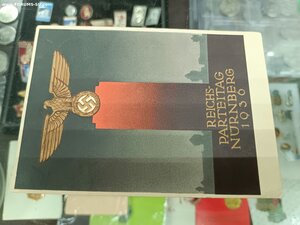 REICHS-
PARTEITAG
NÜRNBERG
1936